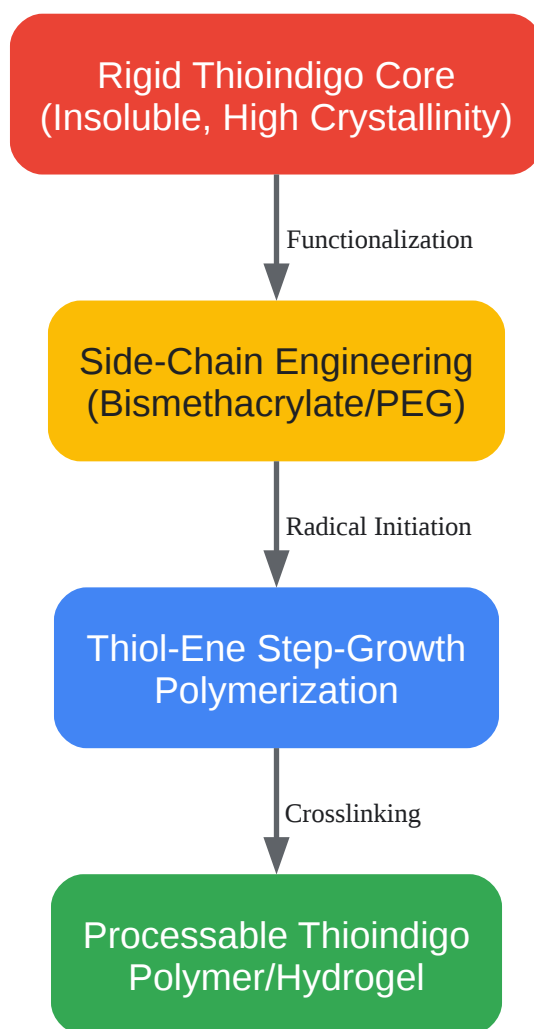 Rigid Thioindigo Core
(Insoluble, High Crystallinity)
Functionalization
Side-Chain Engineering
(Bismethacrylate/PEG)
Radical Initiation
Thiol-Ene Step-Growth
Polymerization
Crosslinking
Processable Thioindigo
Polymer/Hydrogel